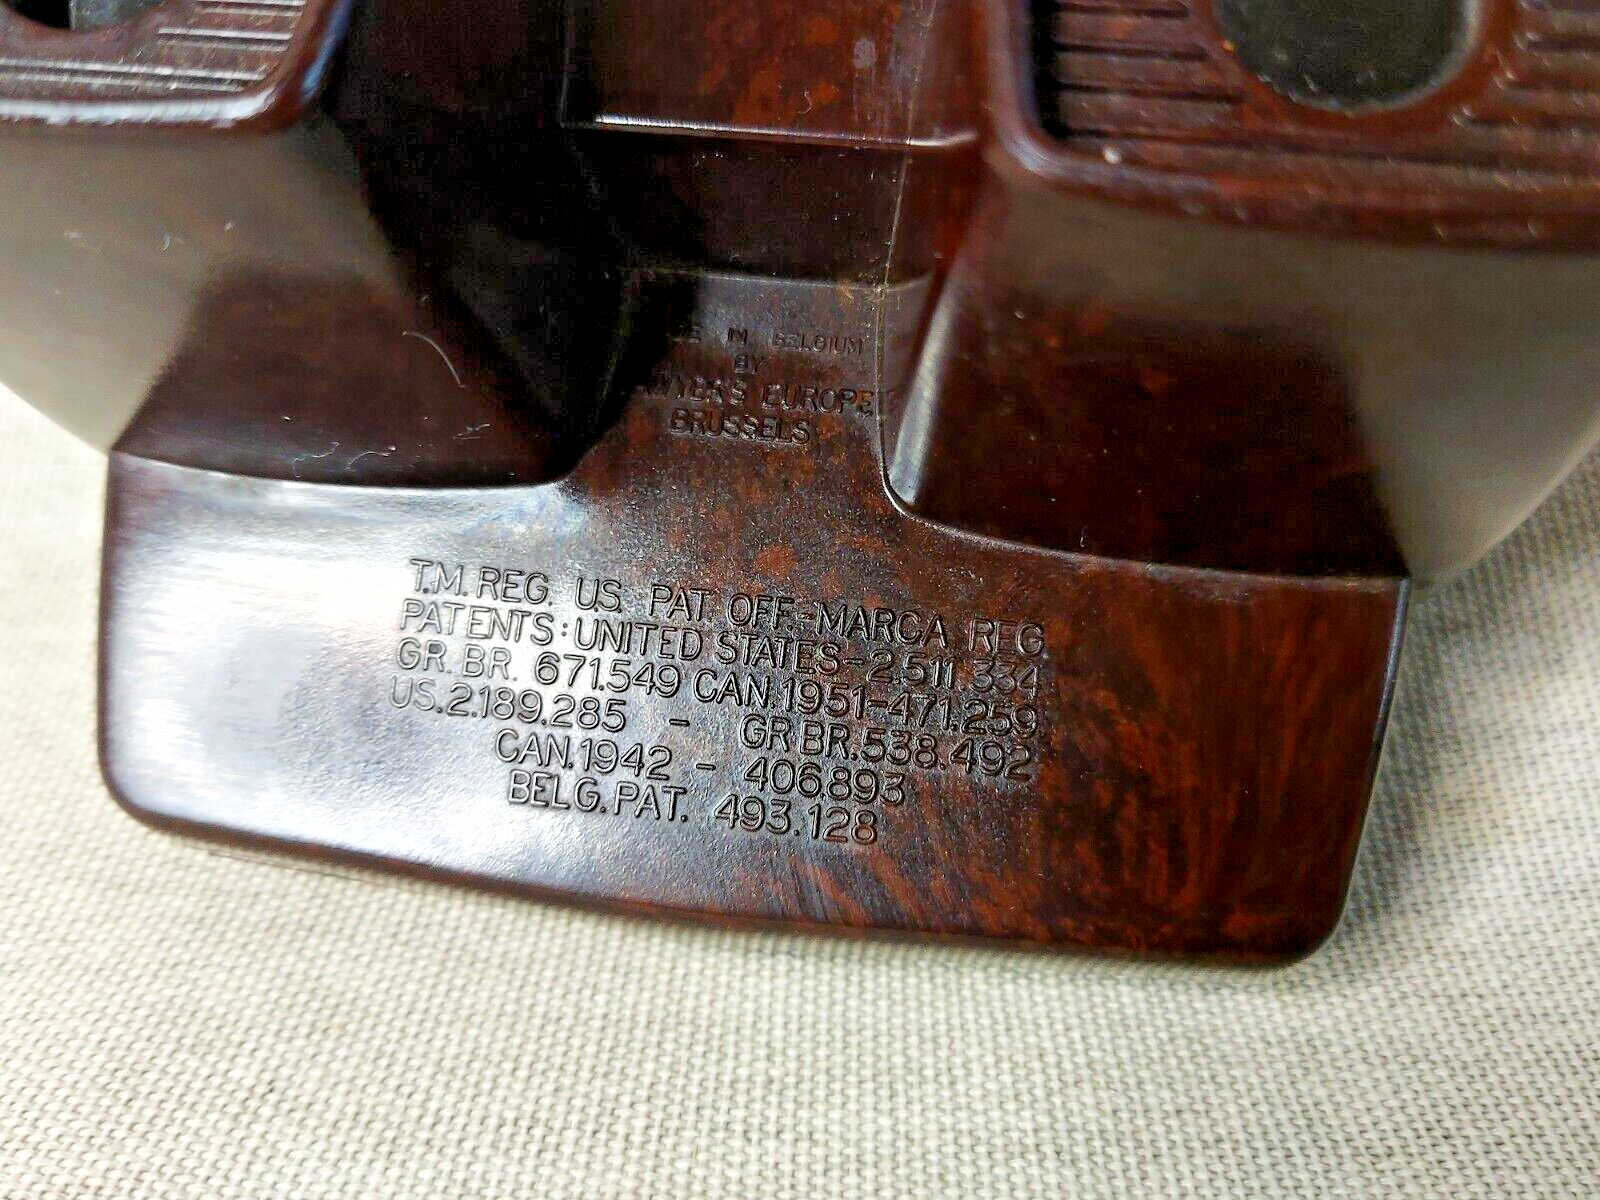 IN BELGIUM
BY
EUROPE
BRUSSELS
T.M. REG. U.S. PAT. OFF.-MARCA REG.
PATENTS: UNITED STATES-2.511.334
GR. BR. 671.549 CAN.1951-471.259
US.2.189.285 - GR BR.538.492
CAN.1942 - 406.893
BELG.PAT. 493.128